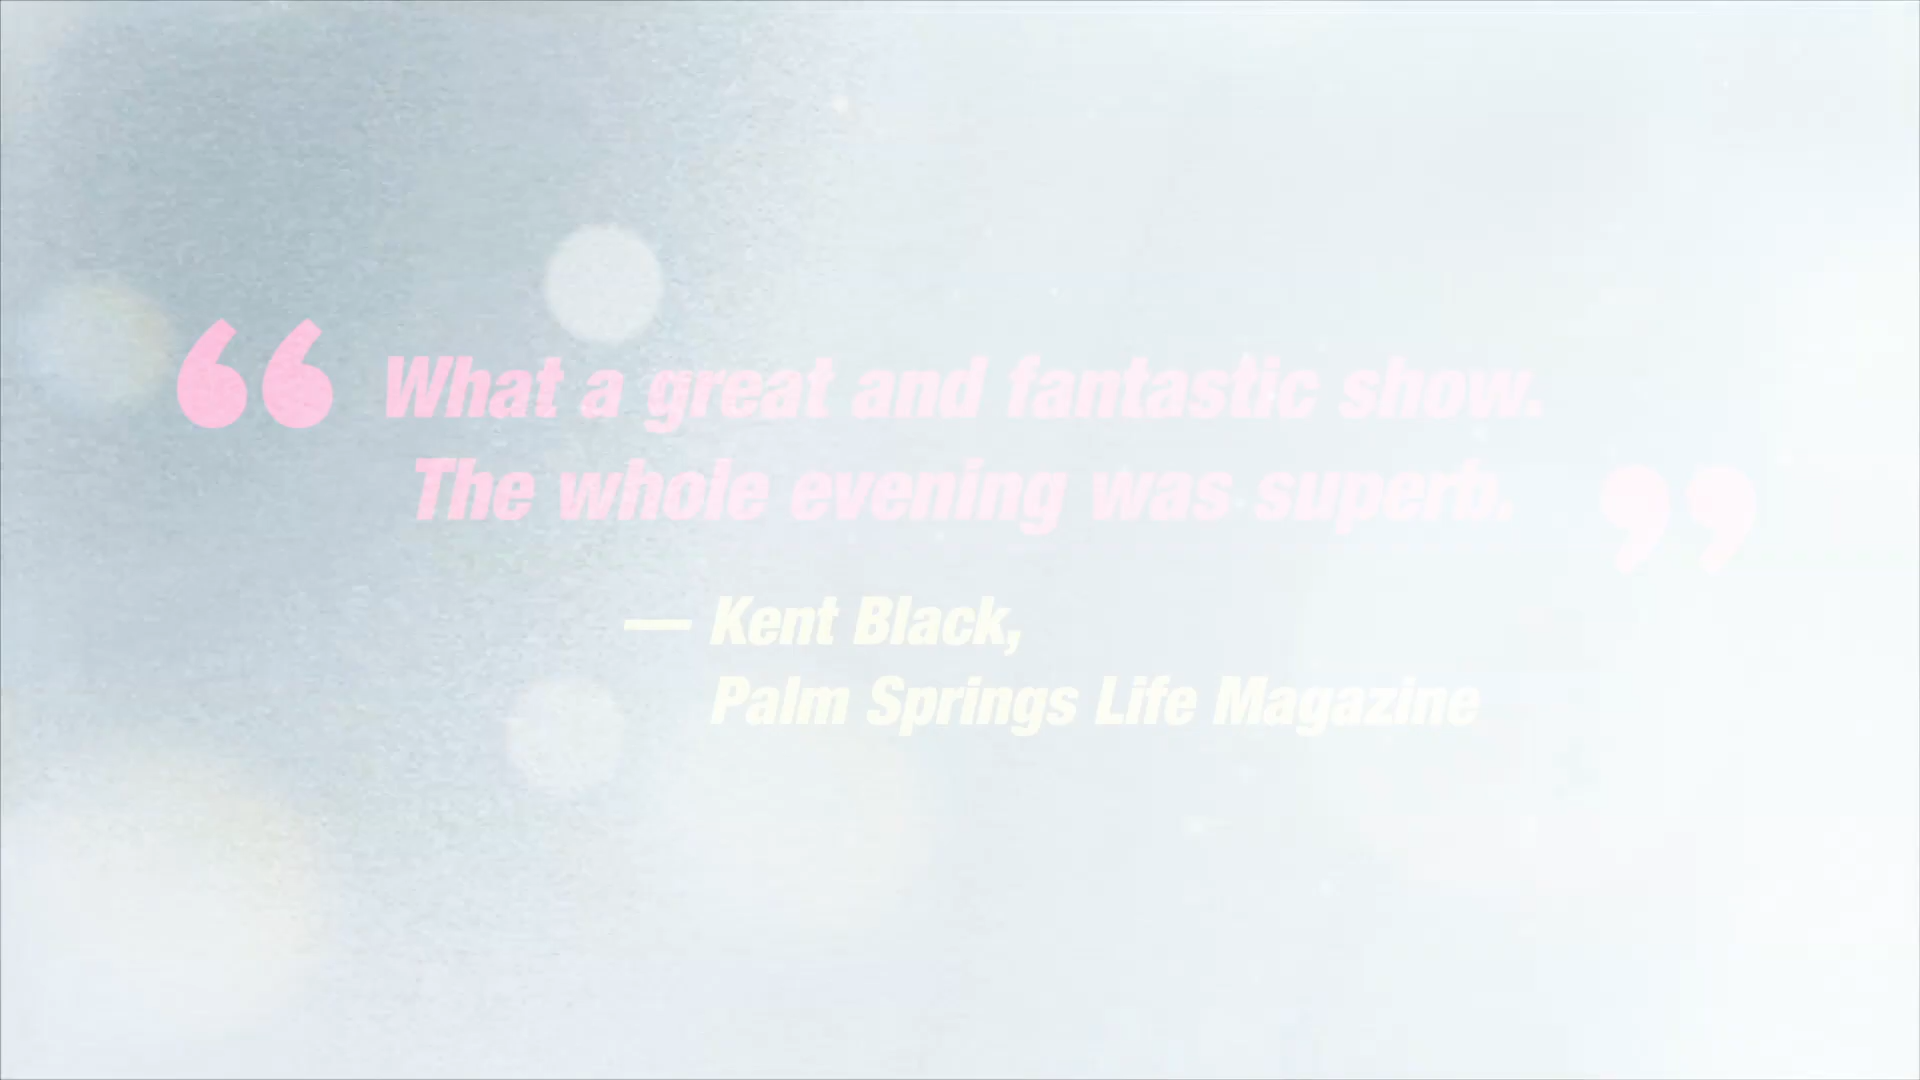 “ What a great and fantastic show.
The whole evening was superb. ”
— Kent Black,
Palm Springs Life Magazine